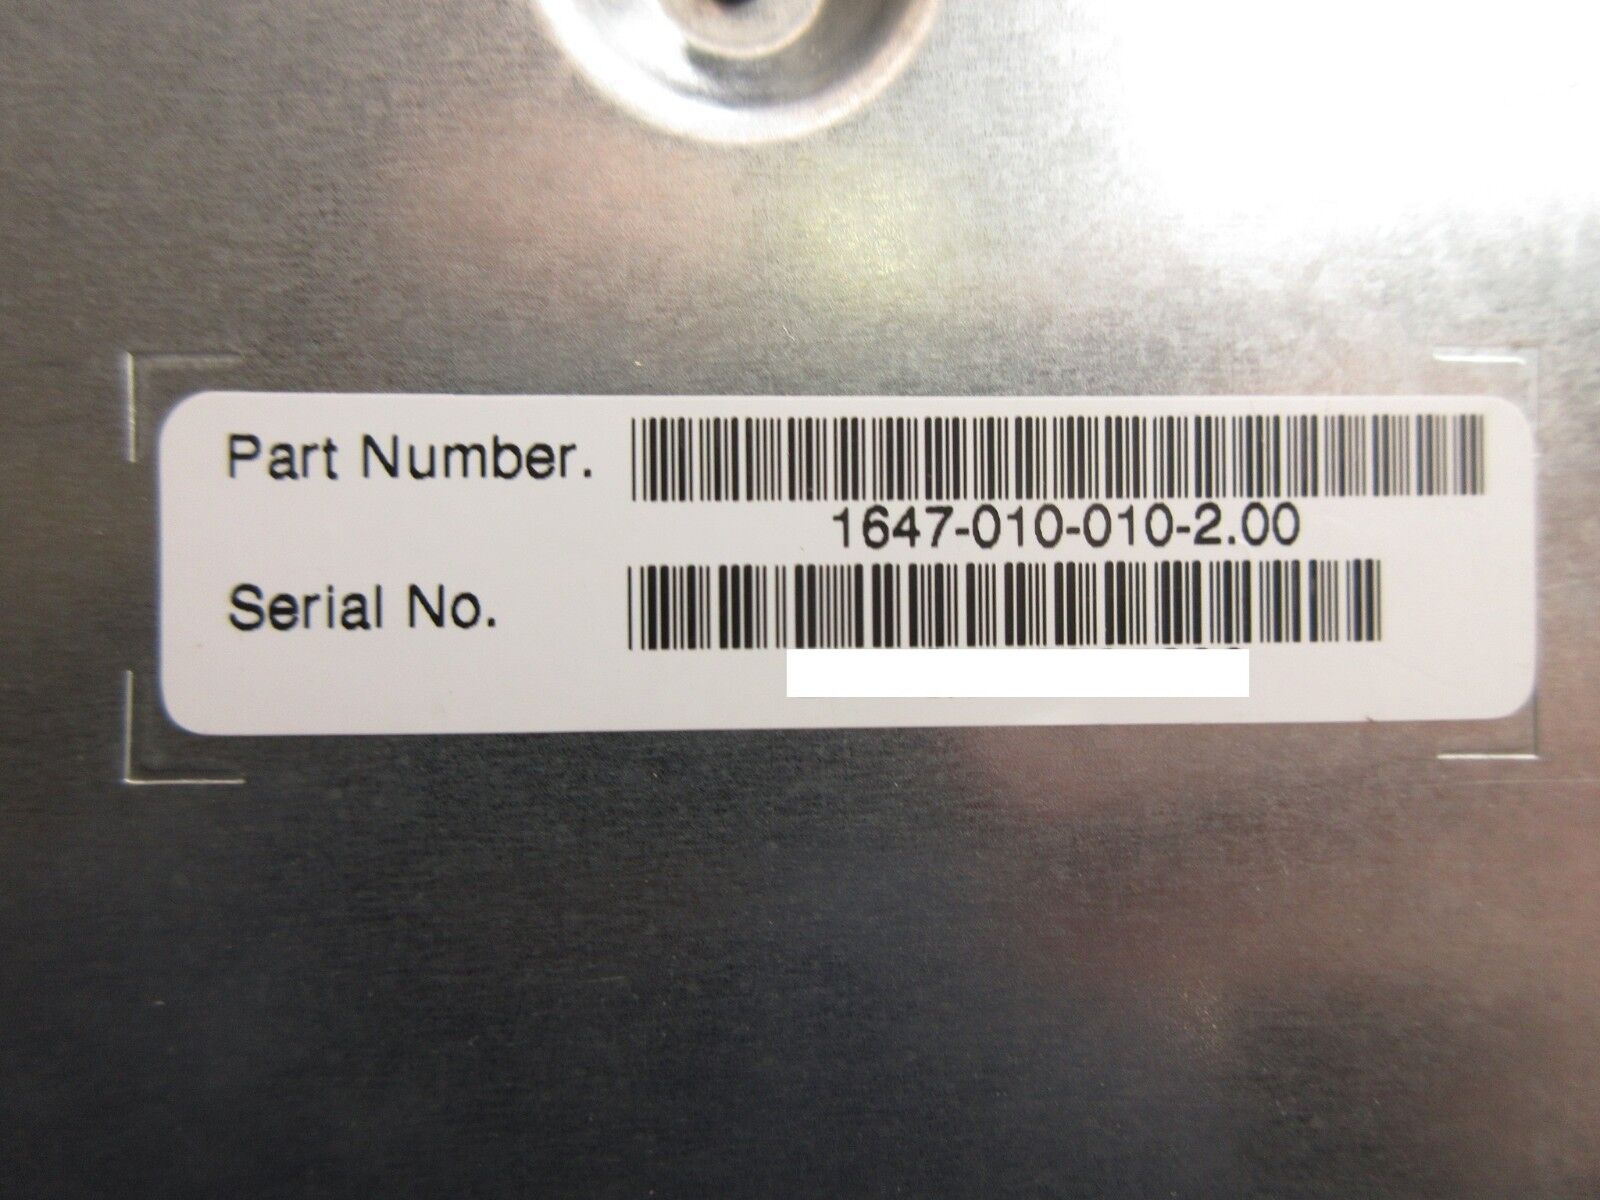 Part Number.
1647-010-010-2.00
Serial No.